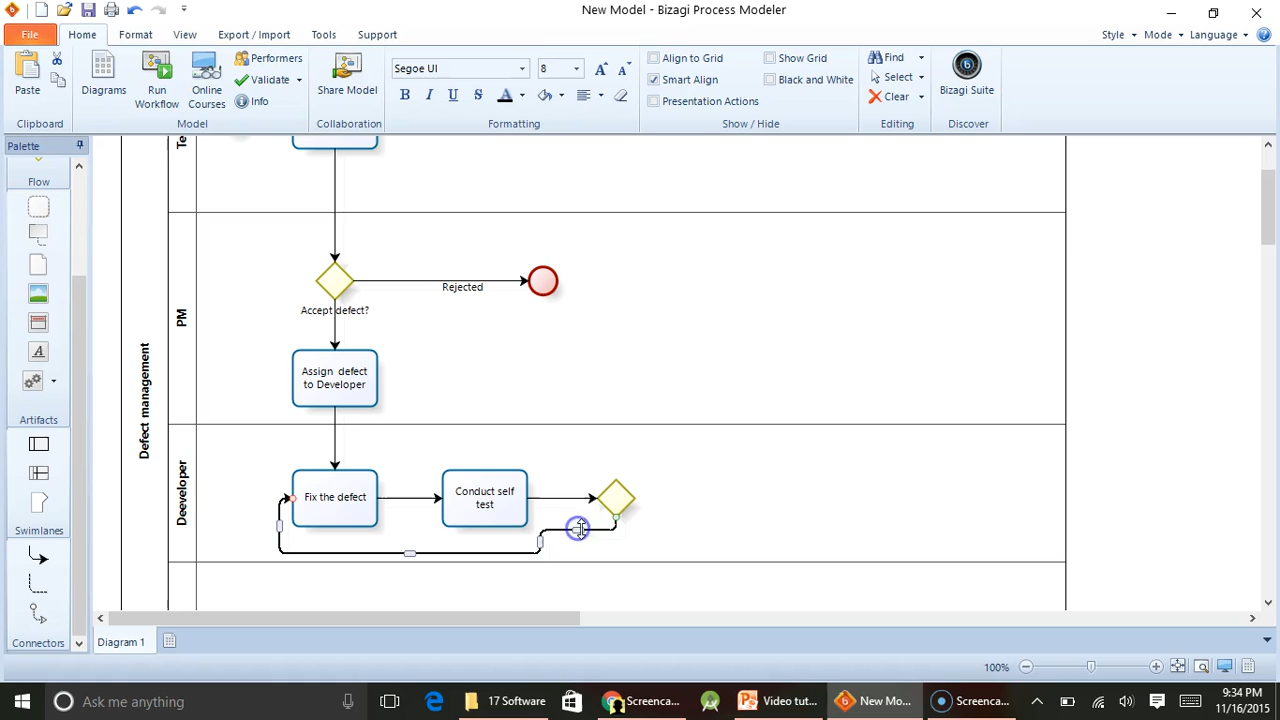 New Model - Bizagi Process Modeler
File
Home
Format
View
Export / Import
Tools
Support
Style
Mode
Language
Paste
Clipboard
Diagrams
Run
Workflow
Online
Courses
Performers
Validate
Info
Model
Share Model
Collaboration
Segoe UI
8
B I U S A
Formatting
Align to Grid
Smart Align
Presentation Actions
Show Grid
Black and White
Show / Hide
Find
Select
Clear
Editing
Bizagi Suite
Discover
Palette
Flow
A
Artifacts
Swimlanes
Connectors
Defect management
Te
PM
Deeveloper
Accept defect?
Rejected
Assign defect
to Developer
Fix the defect
Conduct self
test
Diagram 1
100%
Ask me anything
17 Software
Screenca...
Video tut...
New Mo...
Screenca...
9:34 PM
11/16/2015